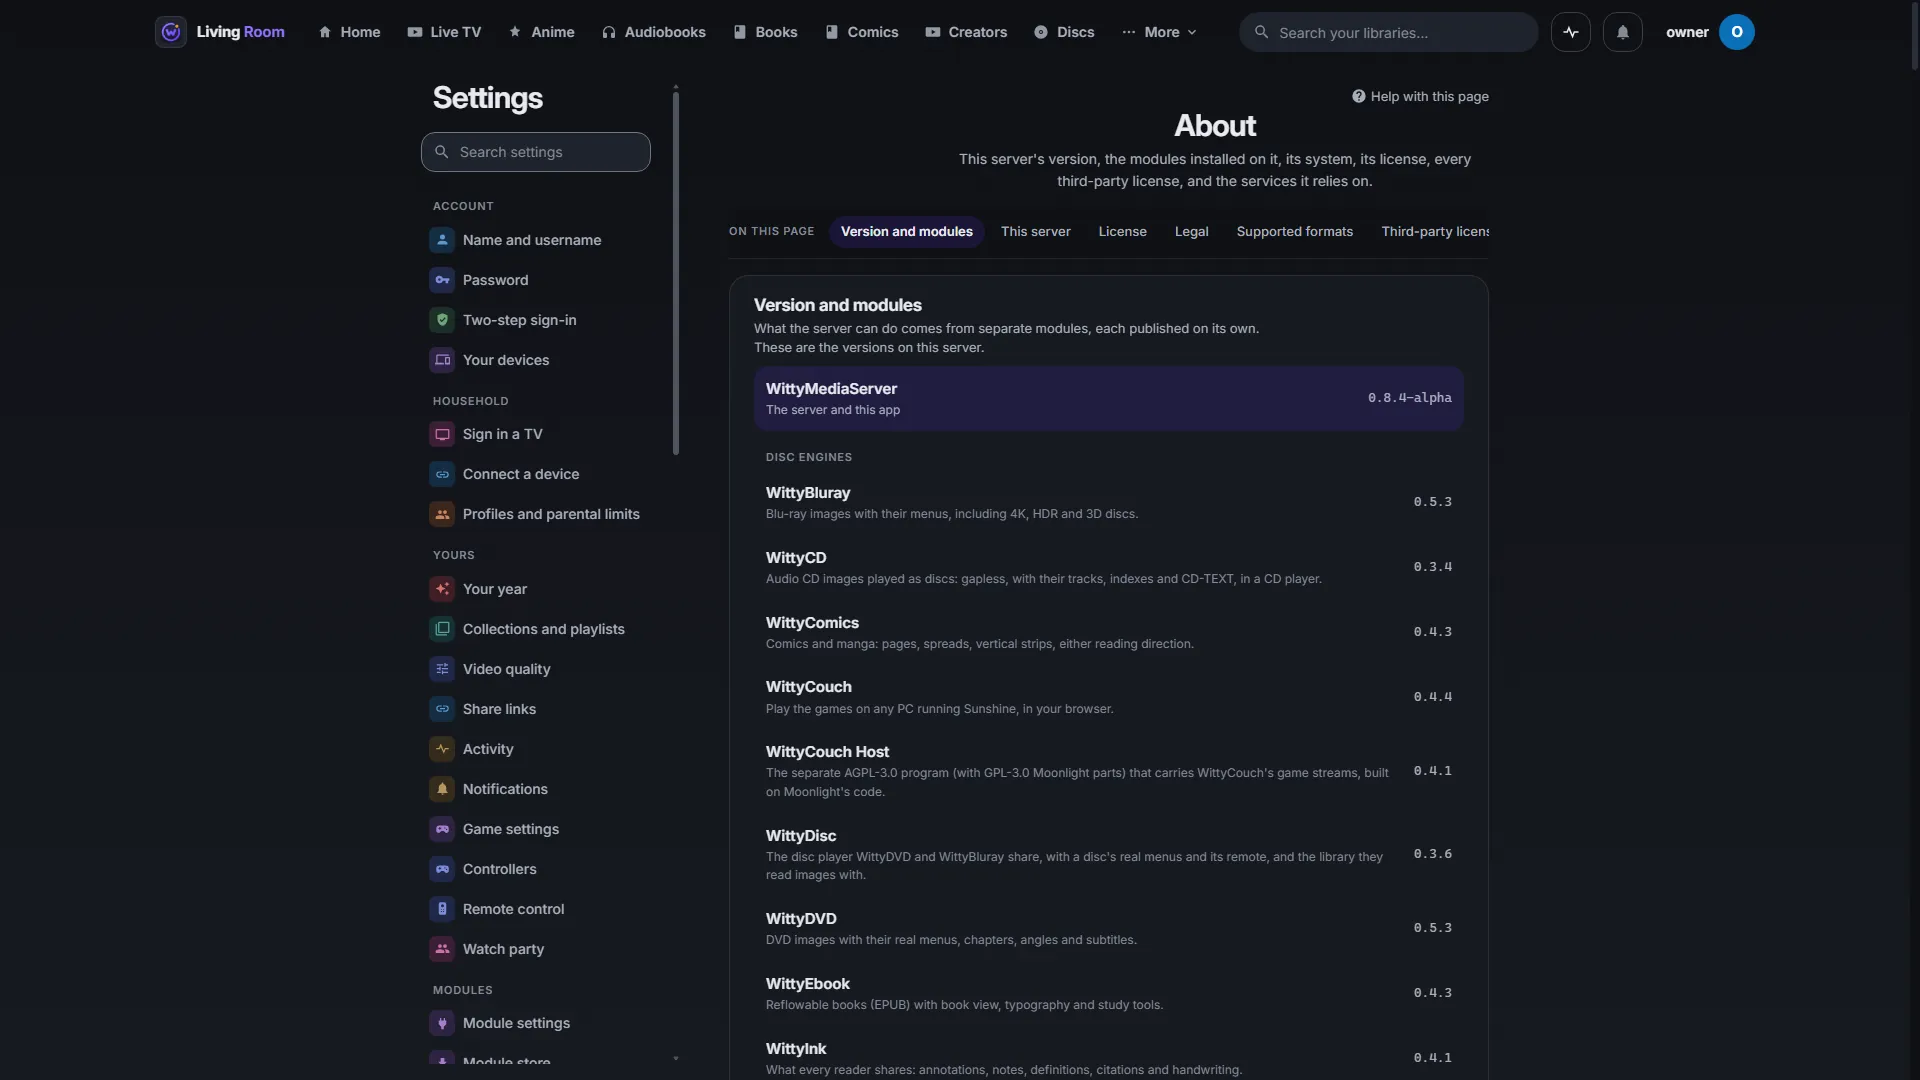 Living Room
Home
Live TV
Anime
Audiobooks
Books
Comics
Creators
Discs
More
Search your libraries...
owner
O
Settings
Search settings
ACCOUNT
Name and username
Password
Two-step sign-in
Your devices
HOUSEHOLD
Sign in a TV
Connect a device
Profiles and parental limits
YOURS
Your year
Collections and playlists
Video quality
Share links
Activity
Notifications
Game settings
Controllers
Remote control
Watch party
MODULES
Module settings
Module store
Help with this page
About
This server's version, the modules installed on it, its system, its license, every
third-party license, and the services it relies on.
ON THIS PAGE
Version and modules
This server
License
Legal
Supported formats
Third-party licens
Version and modules
What the server can do comes from separate modules, each published on its own.
These are the versions on this server.
WittyMediaServer
The server and this app
0.8.4-alpha
DISC ENGINES
WittyBluray
Blu-ray images with their menus, including 4K, HDR and 3D discs.
0.5.3
WittyCD
Audio CD images played as discs: gapless, with their tracks, indexes and CD-TEXT, in a CD player.
0.3.4
WittyComics
Comics and manga: pages, spreads, vertical strips, either reading direction.
0.4.3
WittyCouch
Play the games on any PC running Sunshine, in your browser.
0.4.4
WittyCouch Host
The separate AGPL-3.0 program (with GPL-3.0 Moonlight parts) that carries WittyCouch's game streams, built
on Moonlight's code.
0.4.1
WittyDisc
The disc player WittyDVD and WittyBluray share, with a disc's real menus and its remote, and the library they
read images with.
0.3.6
WittyDVD
DVD images with their real menus, chapters, angles and subtitles.
0.5.3
WittyEbook
Reflowable books (EPUB) with book view, typography and study tools.
0.4.3
WittyInk
What every reader shares: annotations, notes, definitions, citations and handwriting.
0.4.1